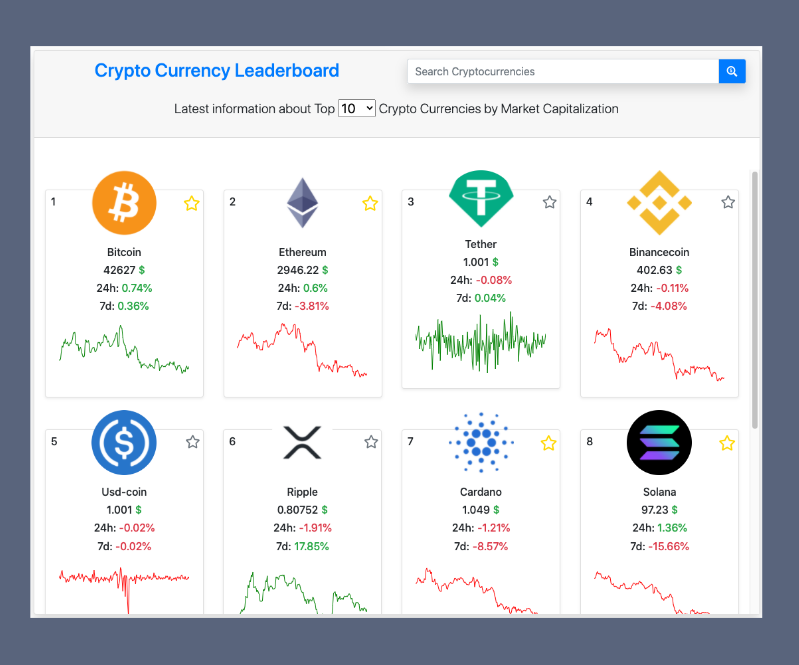 Crypto Currency Leaderboard
Search Cryptocurrencies
Latest information about Top 10 Crypto Currencies by Market Capitalization
1
Bitcoin
42627 $
24h: 0.74%
7d: 0.36%
2
Ethereum
2946.22 $
24h: 0.6%
7d: -3.81%
3
Tether
1.001 $
24h: -0.08%
7d: 0.04%
4
Binancecoin
402.63 $
24h: -0.11%
7d: -4.08%
5
Usd-coin
1.001 $
24h: -0.02%
7d: -0.02%
6
Ripple
0.80752 $
24h: -1.91%
7d: 17.85%
7
Cardano
1.049 $
24h: -1.21%
7d: -8.57%
8
Solana
97.23 $
24h: 1.36%
7d: -15.66%